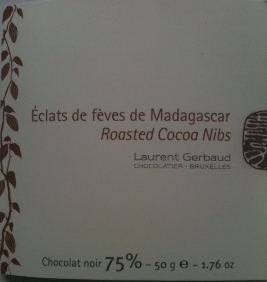 Éclats de fèves de Madagascar
Roasted Cocoa Nibs
Laurent Gerbaud
CHOCOLATIER - BRUXELLES
Chocolat noir 75% - 50 g e - 1.76 oz